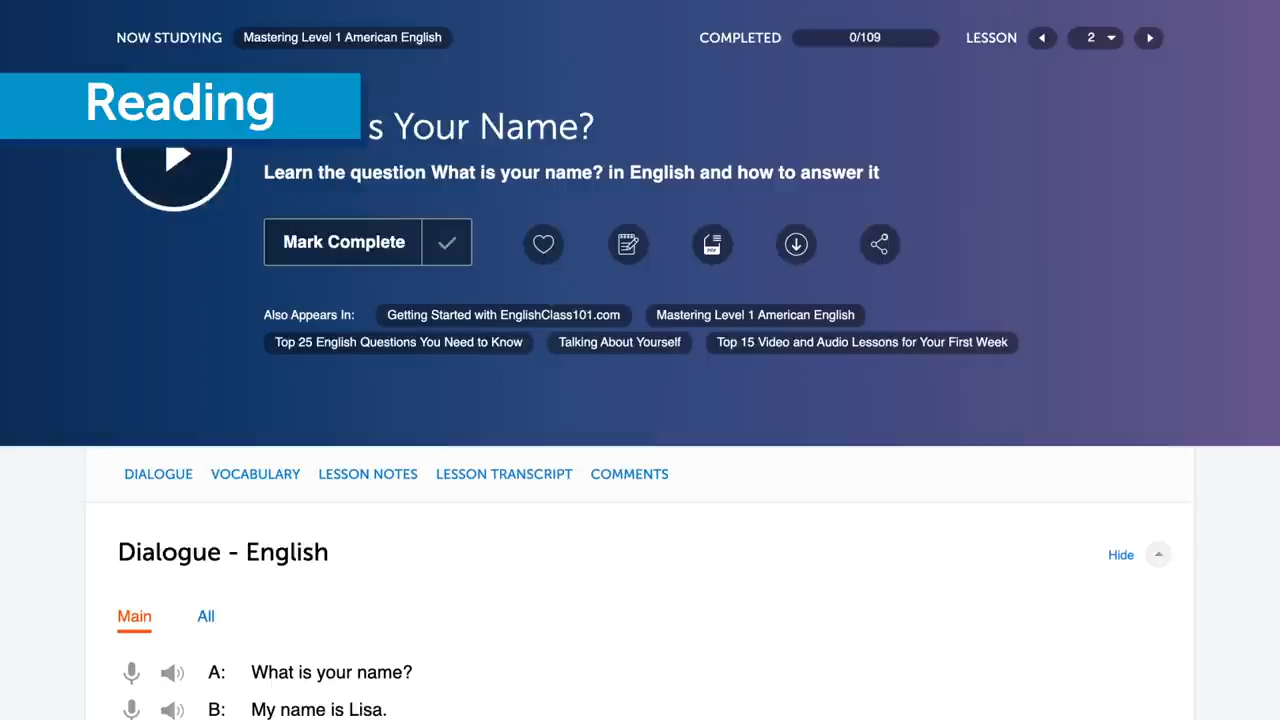 NOW STUDYING Mastering Level 1 American English COMPLETED 0/109 LESSON 2
Reading
s Your Name?
Learn the question What is your name? in English and how to answer it
Mark Complete
PDF
Also Appears In: Getting Started with EnglishClass101.com Mastering Level 1 American English
Top 25 English Questions You Need to Know Talking About Yourself Top 15 Video and Audio Lessons for Your First Week
DIALOGUE VOCABULARY LESSON NOTES LESSON TRANSCRIPT COMMENTS
Dialogue - English Hide
Main All
A: What is your name?
B: My name is Lisa.